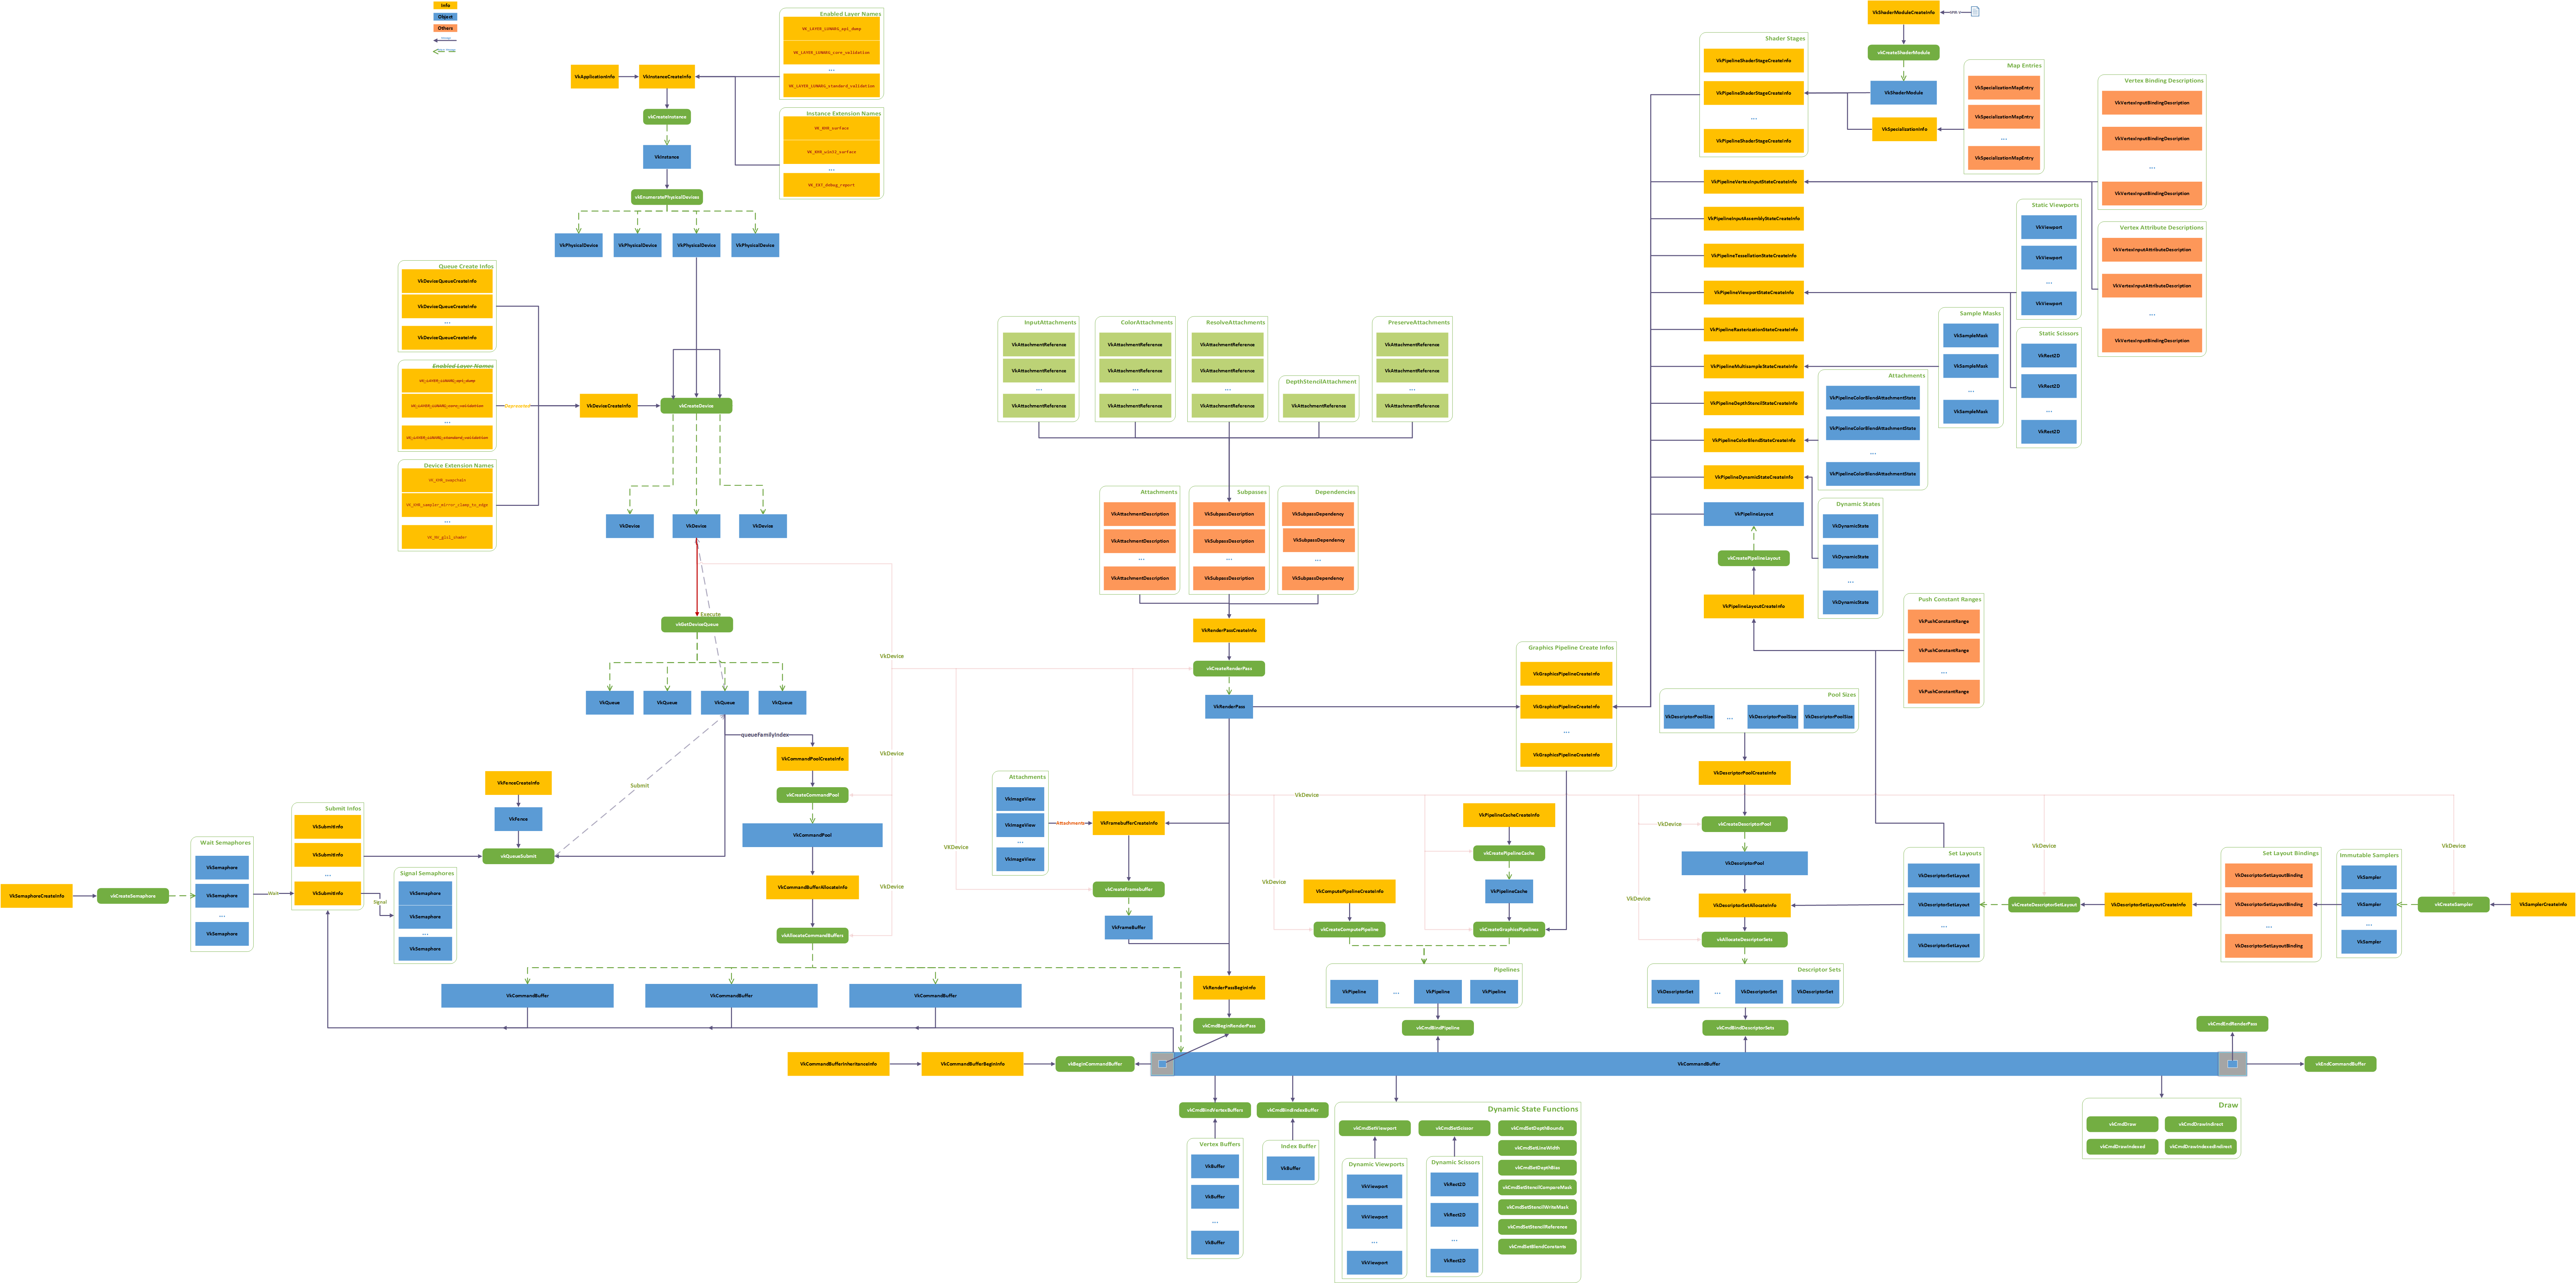 Info
Object
Others
Enabled Layer Names
VK_LAYER_LUNARG_api_dump
VK_LAYER_LUNARG_core_validation
...
VK_LAYER_LUNARG_standard_validation
VkApplicationInfo
VkInstanceCreateInfo
Instance Extension Names
VK_KHR_surface
VK_KHR_win32_surface
...
VK_EXT_debug_report
vkCreateInstance
VkInstance
vkEnumeratePhysicalDevices
VkPhysicalDevice
VkPhysicalDevice
VkPhysicalDevice
VkPhysicalDevice
Queue Create Infos
VkDeviceQueueCreateInfo
VkDeviceQueueCreateInfo
...
VkDeviceQueueCreateInfo
Enabled Layer Names
VK_LAYER_LUNARG_api_dump
VK_LAYER_LUNARG_core_validation
...
VK_LAYER_LUNARG_standard_validation
Deprecated
VkDeviceCreateInfo
vkCreateDevice
Device Extension Names
VK_KHR_swapchain
VK_KHR_sampler_mirror_clamp_to_edge
...
VK_NV_glsl_shader
VkDevice
VkDevice
VkDevice
Execute
vkGetDeviceQueue
VkQueue
VkQueue
VkQueue
VkQueue
queueFamilyIndex
Submit
VkCommandPoolCreateInfo
vkCreateCommandPool
VkCommandPool
VkCommandBufferAllocateInfo
vkAllocateCommandBuffers
VkDevice
VkDevice
VkDevice
VkDevice
VkFenceCreateInfo
VkFence
vkQueueSubmit
Submit Infos
VkSubmitInfo
VkSubmitInfo
...
VkSubmitInfo
Wait Semaphores
VkSemaphore
VkSemaphore
...
VkSemaphore
Wait
Signal
Signal Semaphores
VkSemaphore
VkSemaphore
...
VkSemaphore
VkSemaphoreCreateInfo
vkCreateSemaphore
VkCommandBuffer
VkCommandBuffer
VkCommandBuffer
InputAttachments
VkAttachmentReference
VkAttachmentReference
...
VkAttachmentReference
ColorAttachments
VkAttachmentReference
VkAttachmentReference
...
VkAttachmentReference
ResolveAttachments
VkAttachmentReference
VkAttachmentReference
...
VkAttachmentReference
DepthStencilAttachment
VkAttachmentReference
PreserveAttachments
VkAttachmentReference
VkAttachmentReference
...
VkAttachmentReference
Attachments
VkAttachmentDescription
VkAttachmentDescription
...
VkAttachmentDescription
Subpasses
VkSubpassDescription
VkSubpassDescription
...
VkSubpassDescription
Dependencies
VkSubpassDependency
VkSubpassDependency
...
VkSubpassDependency
VkRenderPassCreateInfo
vkCreateRenderPass
VkRenderPass
Attachments
VkImageView
VkImageView
...
VkImageView
Attachments
VkFramebufferCreateInfo
vkCreateFramebuffer
VkFrameBuffer
VkRenderPassBeginInfo
vkCmdBeginRenderPass
VkShaderModuleCreateInfo
vkCreateShaderModule
VkShaderModule
Shader Stages
VkPipelineShaderStageCreateInfo
VkPipelineShaderStageCreateInfo
...
VkPipelineShaderStageCreateInfo
VkSpecializationInfo
Map Entries
VkSpecializationMapEntry
VkSpecializationMapEntry
...
VkSpecializationMapEntry
Vertex Binding Descriptions
VkVertexInputBindingDescription
VkVertexInputBindingDescription
...
VkVertexInputBindingDescription
Vertex Attribute Descriptions
VkVertexInputAttributeDescription
VkVertexInputAttributeDescription
...
VkVertexInputBindingDescription
Static Viewports
VkViewport
VkViewport
...
VkViewport
Static Scissors
VkRect2D
VkRect2D
...
VkRect2D
Sample Masks
VkSampleMask
VkSampleMask
...
VkSampleMask
VkPipelineVertexInputStateCreateInfo
VkPipelineInputAssemblyStateCreateInfo
VkPipelineTessellationStateCreateInfo
VkPipelineViewportStateCreateInfo
VkPipelineRasterizationStateCreateInfo
VkPipelineMultisampleStateCreateInfo
VkPipelineDepthStencilStateCreateInfo
VkPipelineColorBlendStateCreateInfo
VkPipelineDynamicStateCreateInfo
VkPipelineLayout
vkCreatePipelineLayout
VkPipelineLayoutCreateInfo
Attachments
VkPipelineColorBlendAttachmentState
VkPipelineColorBlendAttachmentState
...
VkPipelineColorBlendAttachmentState
Dynamic States
VkDynamicState
VkDynamicState
...
VkDynamicState
Push Constant Ranges
VkPushConstantRange
VkPushConstantRange
...
VkPushConstantRange
Graphics Pipeline Create Infos
VkGraphicsPipelineCreateInfo
VkGraphicsPipelineCreateInfo
...
VkGraphicsPipelineCreateInfo
Pool Sizes
VkDescriptorPoolSize
...
VkDescriptorPoolSize
VkDescriptorPoolSize
VkDescriptorPoolCreateInfo
vkCreateDescriptorPool
VkDescriptorPool
VkDescriptorSetAllocateInfo
vkAllocateDescriptorSets
VkDevice
VkDevice
VkDevice
VkDevice
VkDevice
VkDevice
VkPipelineCacheCreateInfo
vkCreatePipelineCache
VkPipelineCache
VkComputePipelineCreateInfo
vkCreateComputePipeline
vkCreateGraphicsPipelines
Set Layouts
VkDescriptorSetLayout
VkDescriptorSetLayout
...
VkDescriptorSetLayout
vkCreateDescriptorSetLayout
VkDescriptorSetLayoutCreateInfo
Set Layout Bindings
VkDescriptorSetLayoutBinding
VkDescriptorSetLayoutBinding
...
VkDescriptorSetLayoutBinding
Immutable Samplers
VkSampler
VkSampler
...
VkSampler
vkCreateSampler
VkSamplerCreateInfo
Pipelines
VkPipeline
...
VkPipeline
VkPipeline
vkCmdBindPipeline
Descriptor Sets
VkDescriptorSet
...
VkDescriptorSet
VkDescriptorSet
vkCmdBindDescriptorSets
vkCmdEndRenderPass
VkCommandBufferInheritanceInfo
VkCommandBufferBeginInfo
vkBeginCommandBuffer
VkCommandBuffer
vkEndCommandBuffer
vkCmdBindVertexBuffers
Vertex Buffers
VkBuffer
VkBuffer
...
VkBuffer
vkCmdBindIndexBuffer
Index Buffer
VkBuffer
Dynamic State Functions
vkCmdSetViewport
vkCmdSetScissor
vkCmdSetDepthBounds
vkCmdSetLineWidth
vkCmdSetDepthBias
vkCmdSetStencilCompareMask
vkCmdSetStencilWriteMask
vkCmdSetStencilReference
vkCmdSetBlendConstants
Dynamic Viewports
VkViewport
VkViewport
...
VkViewport
Dynamic Scissors
VkRect2D
VkRect2D
...
VkRect2D
Draw
vkCmdDraw
vkCmdDrawIndirect
vkCmdDrawIndexed
vkCmdDrawIndexedIndirect